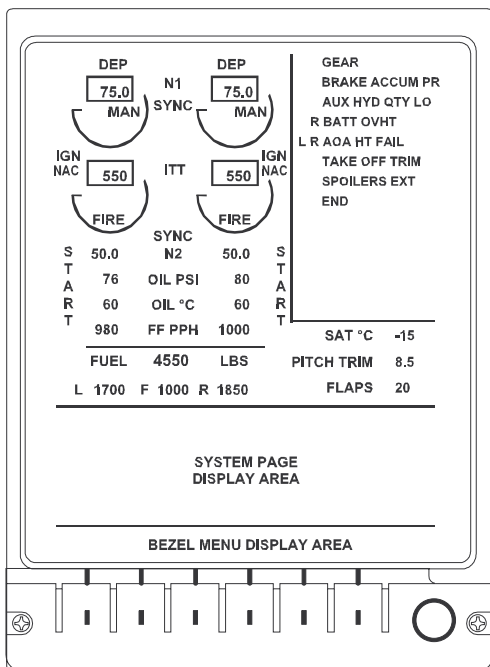 DEP DEP
75.0 N1 75.0
MAN SYNC MAN
IGN IGN
NAC 550 ITT 550 NAC
FIRE FIRE
SYNC
50.0 N2 50.0
76 OIL PSI 80
60 OIL °C 60
980 FF PPH 1000
START START
FUEL 4550 LBS
L 1700 F 1000 R 1850
GEAR
BRAKE ACCUM PR
AUX HYD QTY LO
R BATT OVHT
L R AOA HT FAIL
TAKE OFF TRIM
SPOILERS EXT
END
SAT °C -15
PITCH TRIM 8.5
FLAPS 20
SYSTEM PAGE
DISPLAY AREA
BEZEL MENU DISPLAY AREA